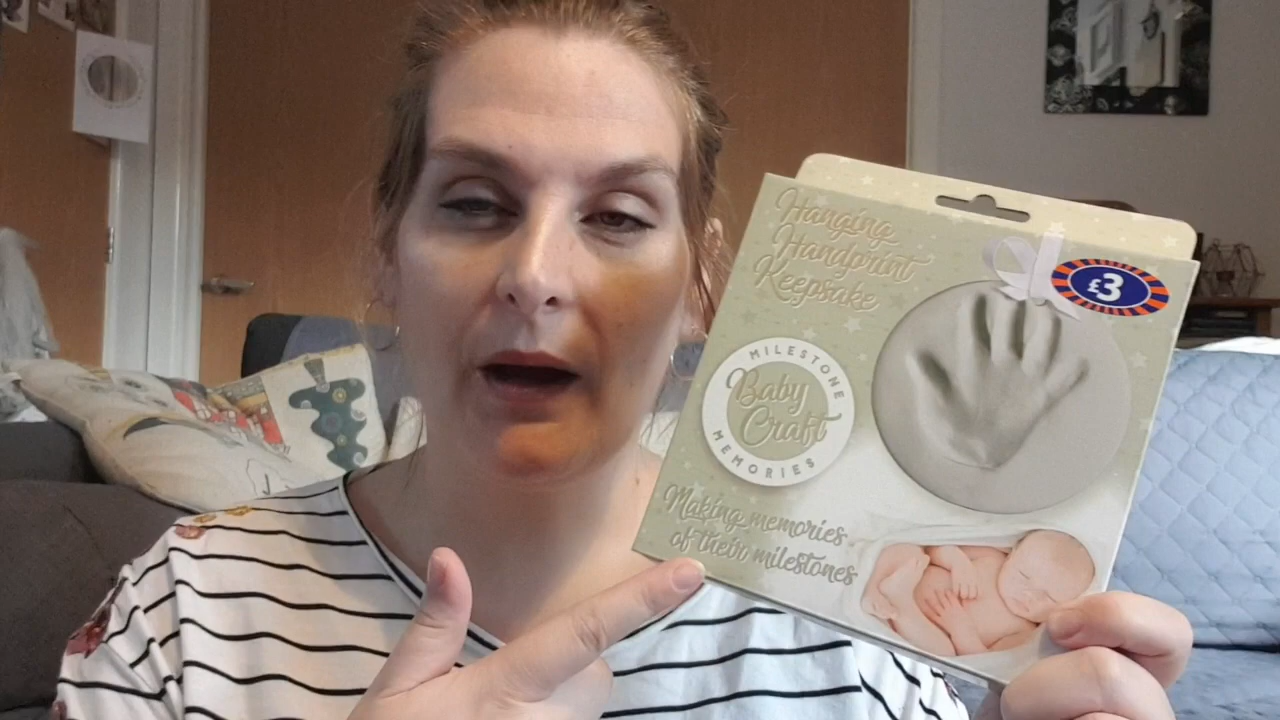 Hanging
Handprint
Keepsake
£3
MILESTONE
Baby
Craft
MEMORIES
Making memories
of their milestones